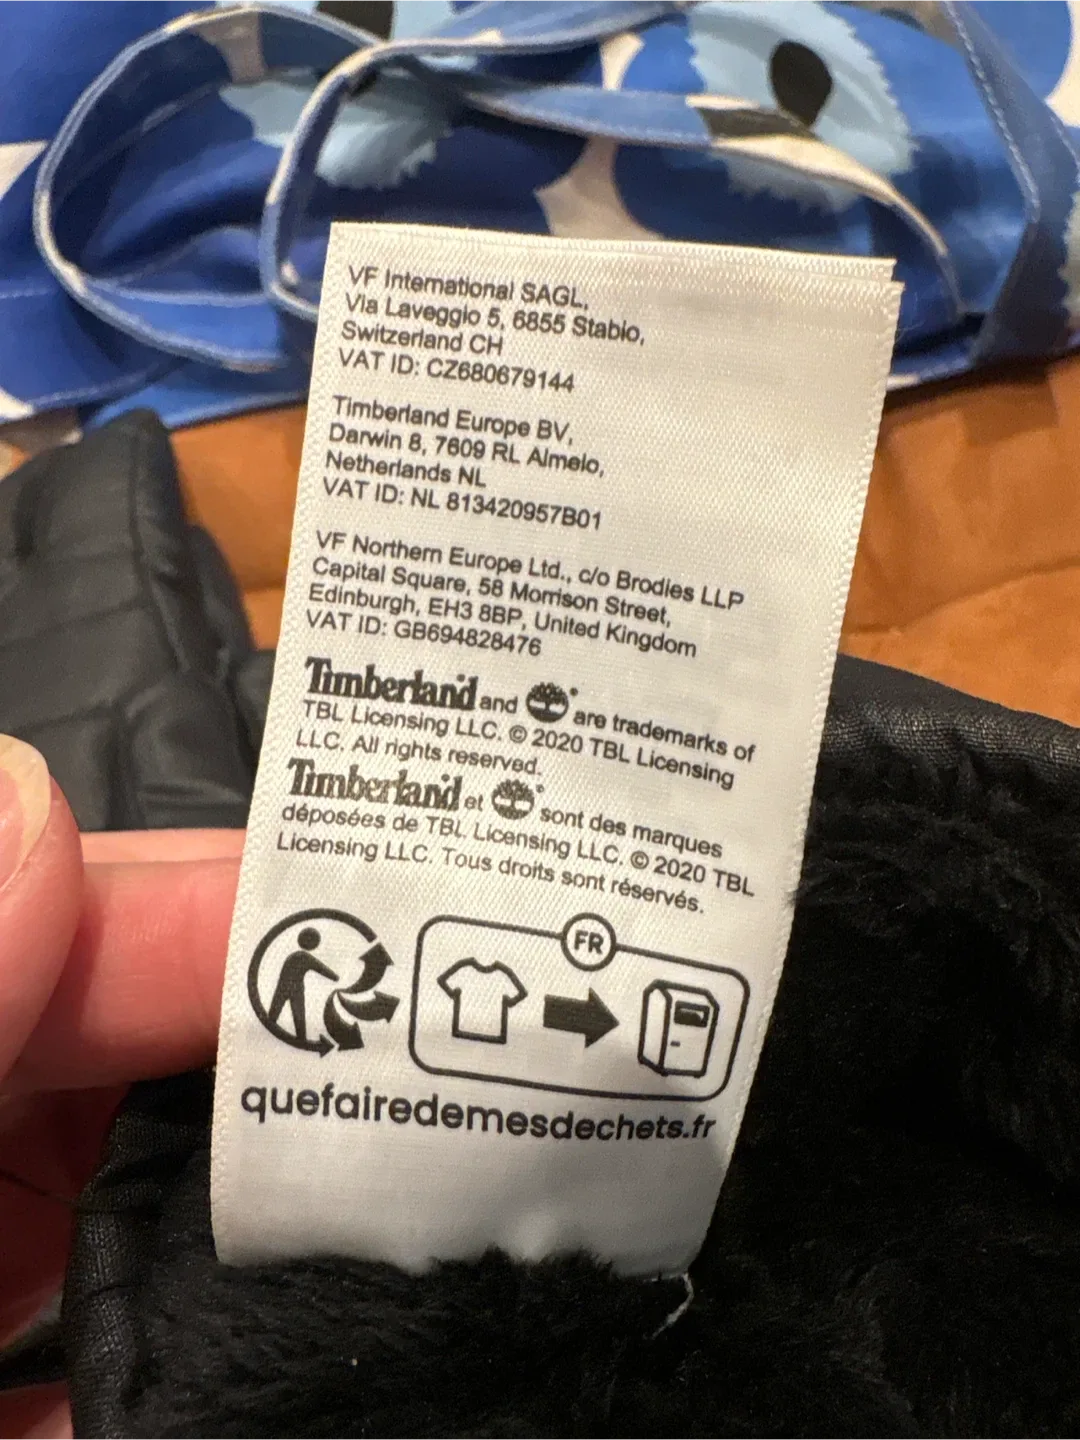 VF International SAGL,
Via Laveggio 5, 6855 Stabio,
Switzerland CH
VAT ID: CZ680679144
Timberland Europe BV,
Darwin 8, 7609 RL Almelo,
Netherlands NL
VAT ID: NL 813420957B01
VF Northern Europe Ltd., c/o Brodies LLP
Capital Square, 58 Morrison Street,
Edinburgh, EH3 8BP, United Kingdom
VAT ID: GB694828476
Timberland and ® are trademarks of
TBL Licensing LLC. © 2020 TBL Licensing
LLC. All rights reserved.
Timberland et ® sont des marques
déposées de TBL Licensing LLC. © 2020 TBL
Licensing LLC. Tous droits sont réservés.
FR
quefairedemesdechets.fr